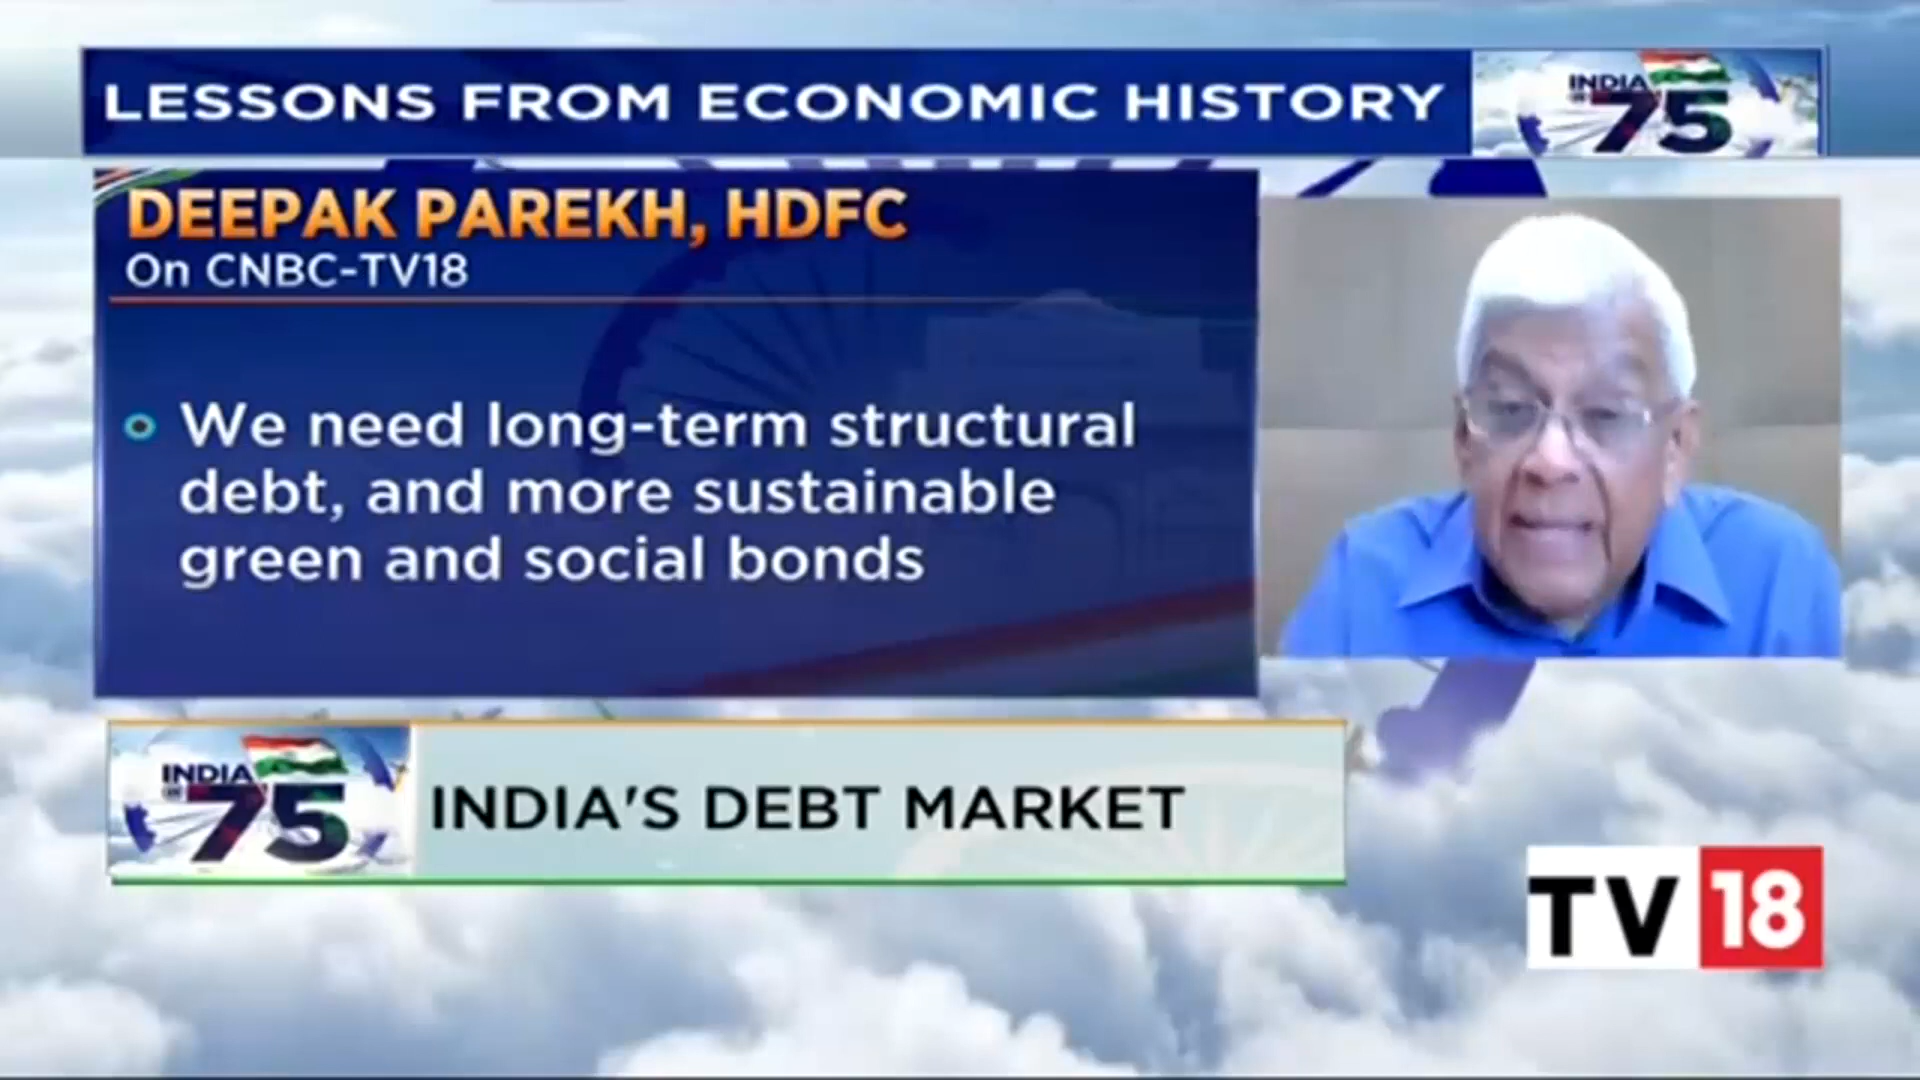 LESSONS FROM ECONOMIC HISTORY
INDIA
@
75
DEEPAK PAREKH, HDFC
On CNBC-TV18
We need long-term structural
debt, and more sustainable
green and social bonds
INDIA
@
75
INDIA'S DEBT MARKET
TV18